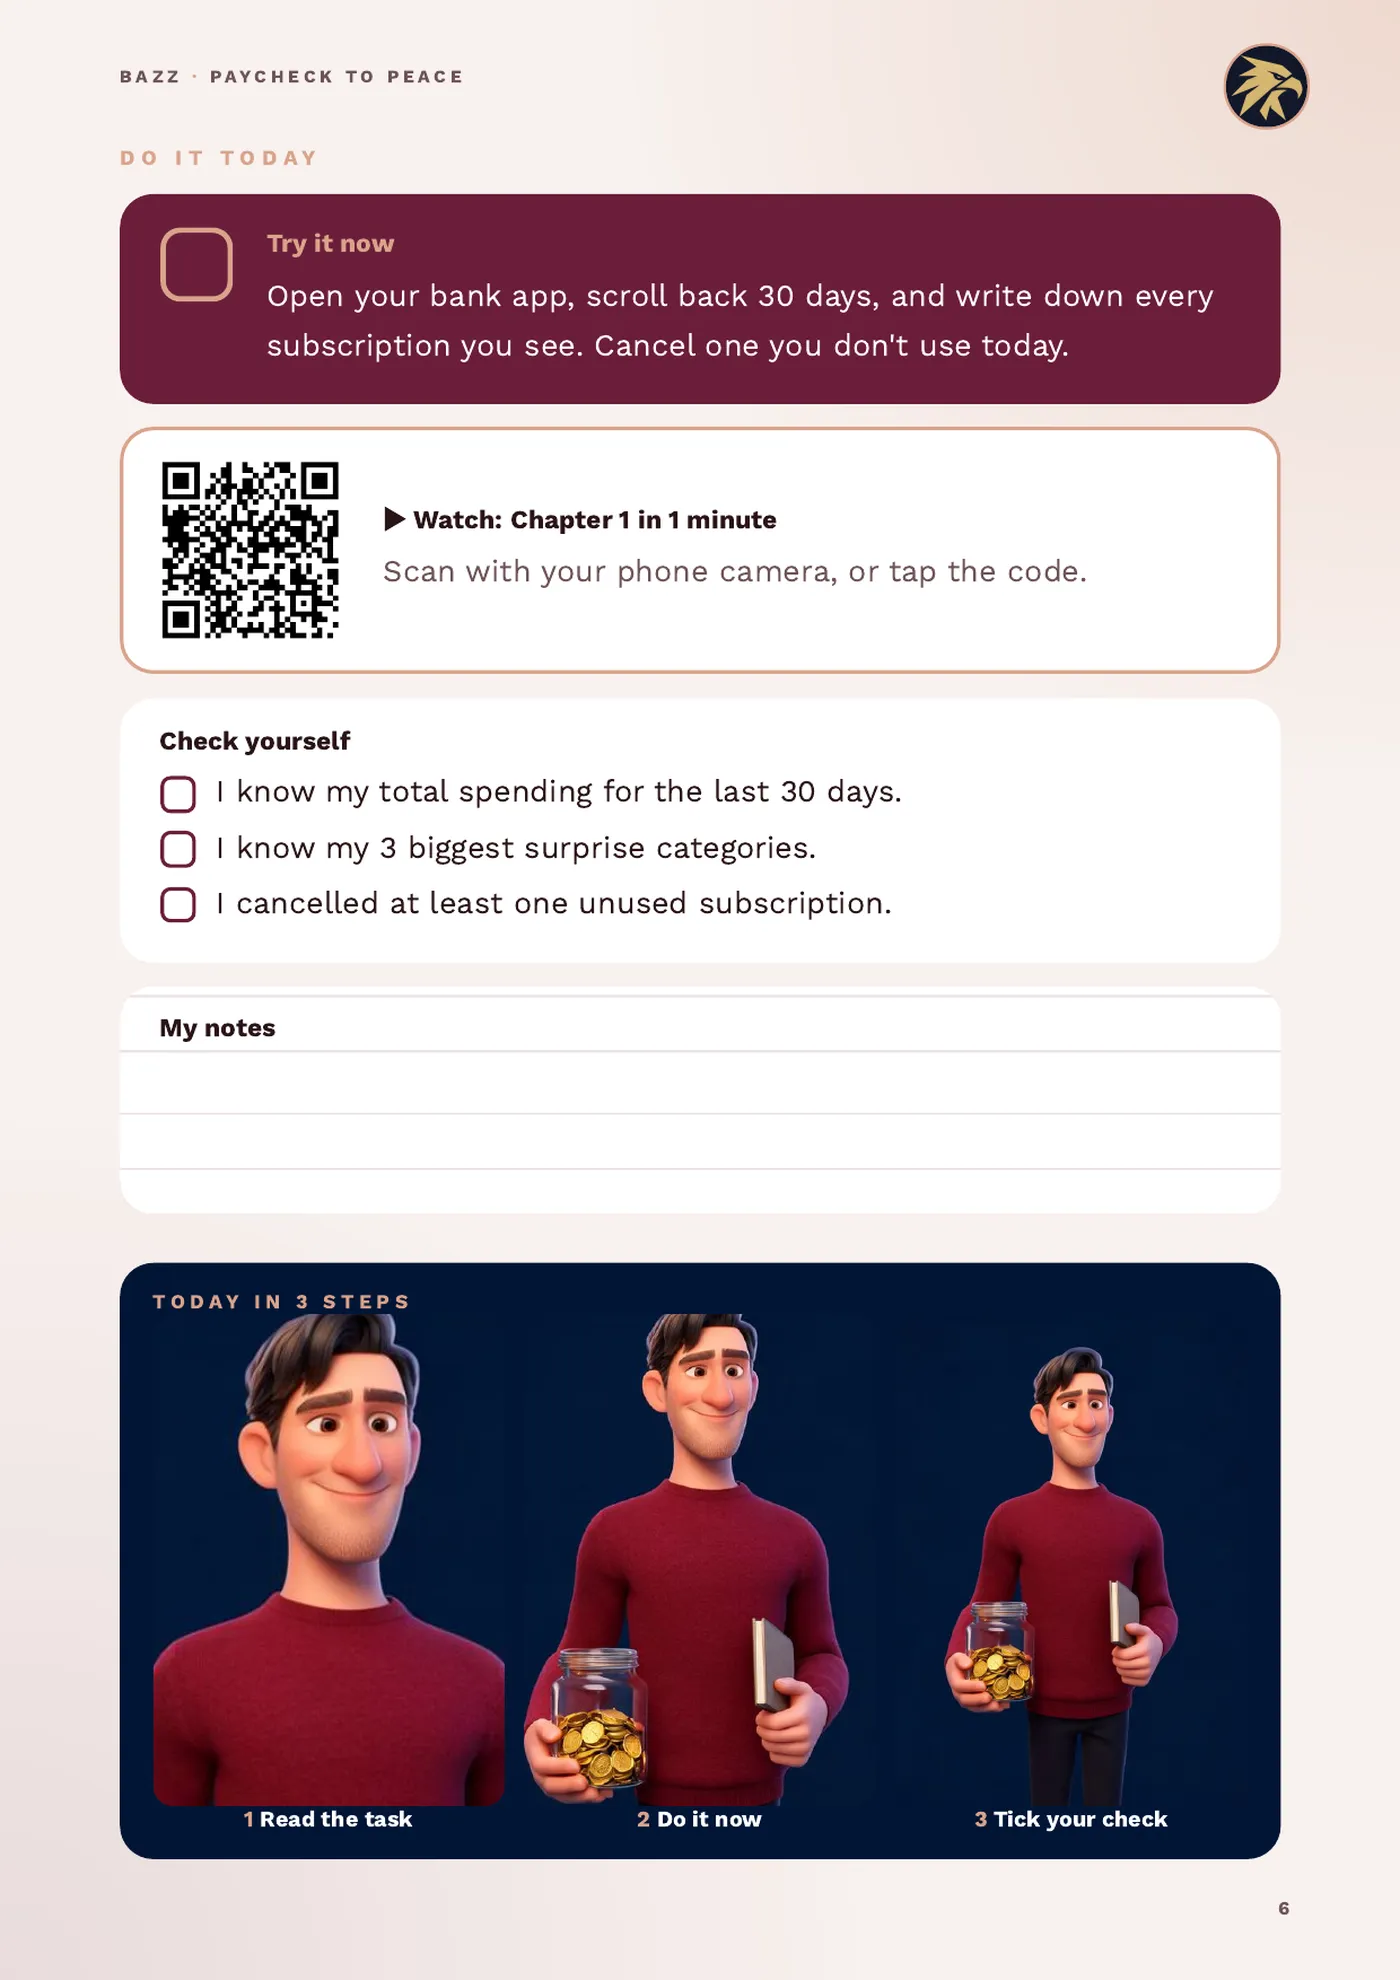 BAZZ · PAYCHECK TO PEACE
DO IT TODAY
Try it now
Open your bank app, scroll back 30 days, and write down every
subscription you see. Cancel one you don't use today.
▶ Watch: Chapter 1 in 1 minute
Scan with your phone camera, or tap the code.
Check yourself
I know my total spending for the last 30 days.
I know my 3 biggest surprise categories.
I cancelled at least one unused subscription.
My notes
TODAY IN 3 STEPS
1 Read the task
2 Do it now
3 Tick your check
6